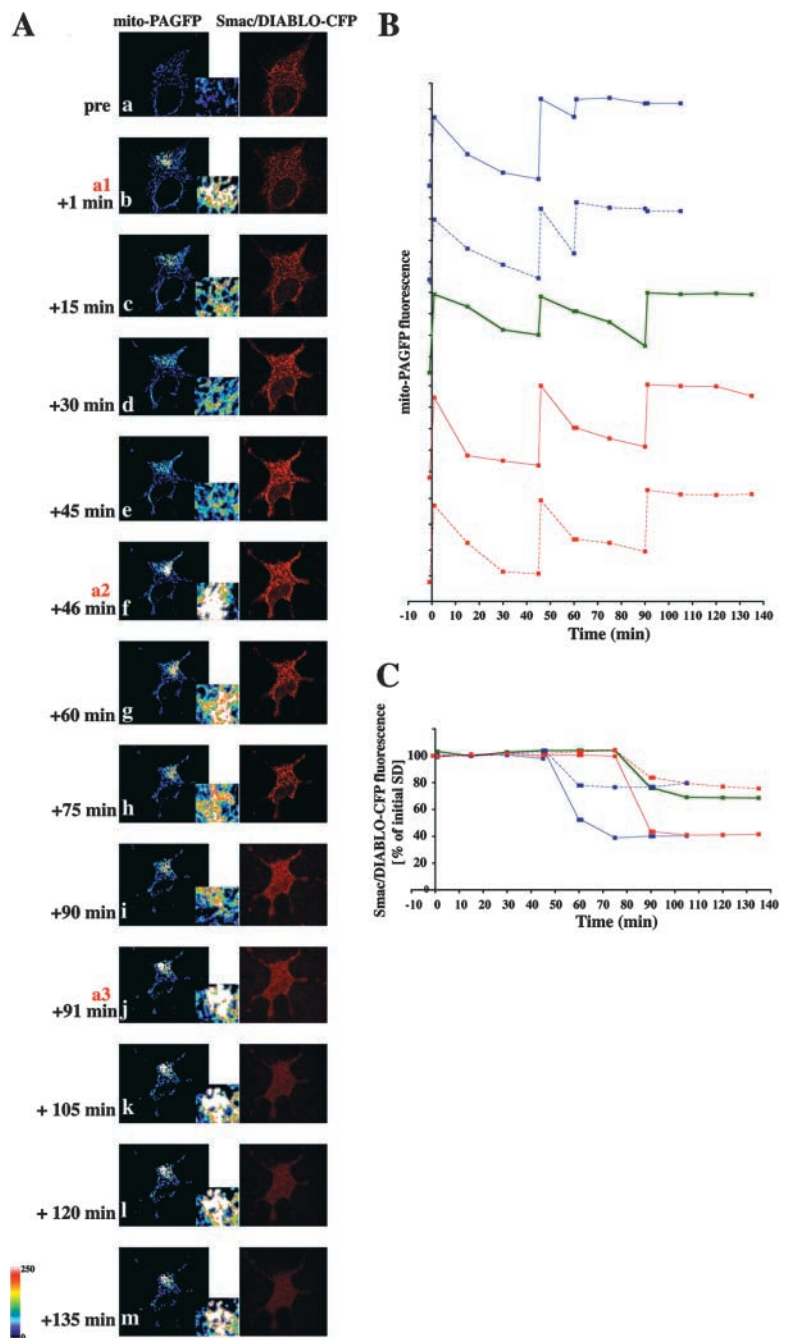 A
mito-PAGFP Smac/DIABLO-CFP
pre
a
a1
+1 min
b
+15 min
c
+30 min
d
+45 min
e
a2
+46 min
f
+60 min
g
+75 min
h
+90 min
i
a3
+91 min
j
+ 105 min
k
+ 120 min
l
+135 min
m
250
0
B
mito-PAGFP fluorescence
-10 0 10 20 30 40 50 60 70 80 90 100 110 120 130 140
Time (min)
C
Smac/DIABLO-CFP fluorescence
[% of initial SD]
100
80
60
40
20
0
-10 0 10 20 30 40 50 60 70 80 90 100 110 120 130 140
Time (min)